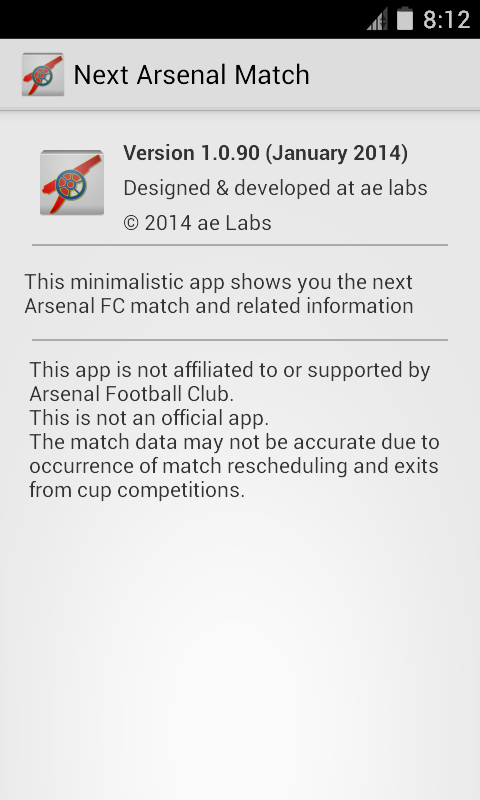 8:12
Next Arsenal Match
Version 1.0.90 (January 2014)
Designed & developed at ae labs
© 2014 ae Labs
This minimalistic app shows you the next
Arsenal FC match and related information
This app is not affiliated to or supported by
Arsenal Football Club.
This is not an official app.
The match data may not be accurate due to
occurrence of match rescheduling and exits
from cup competitions.